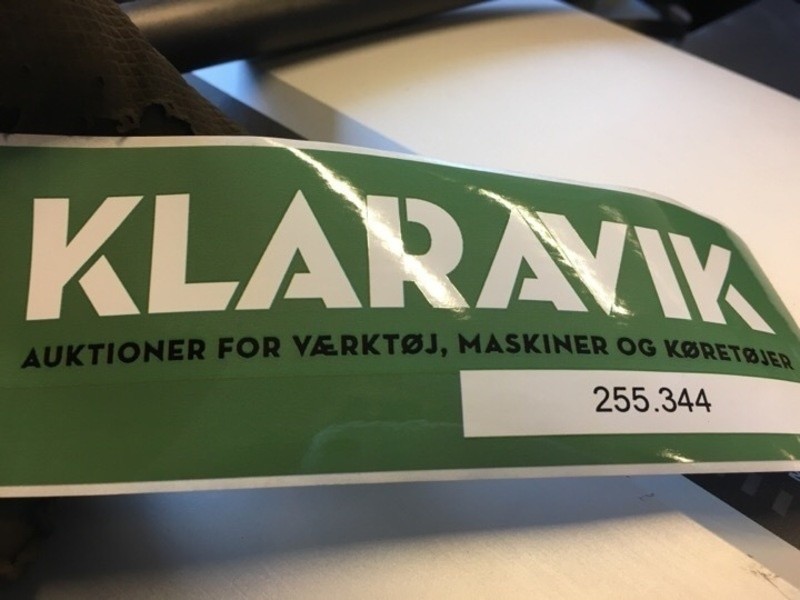 KLARAVIK
AUKTIONER FOR VÆRKTØJ, MASKINER OG KØRETØJER
255.344